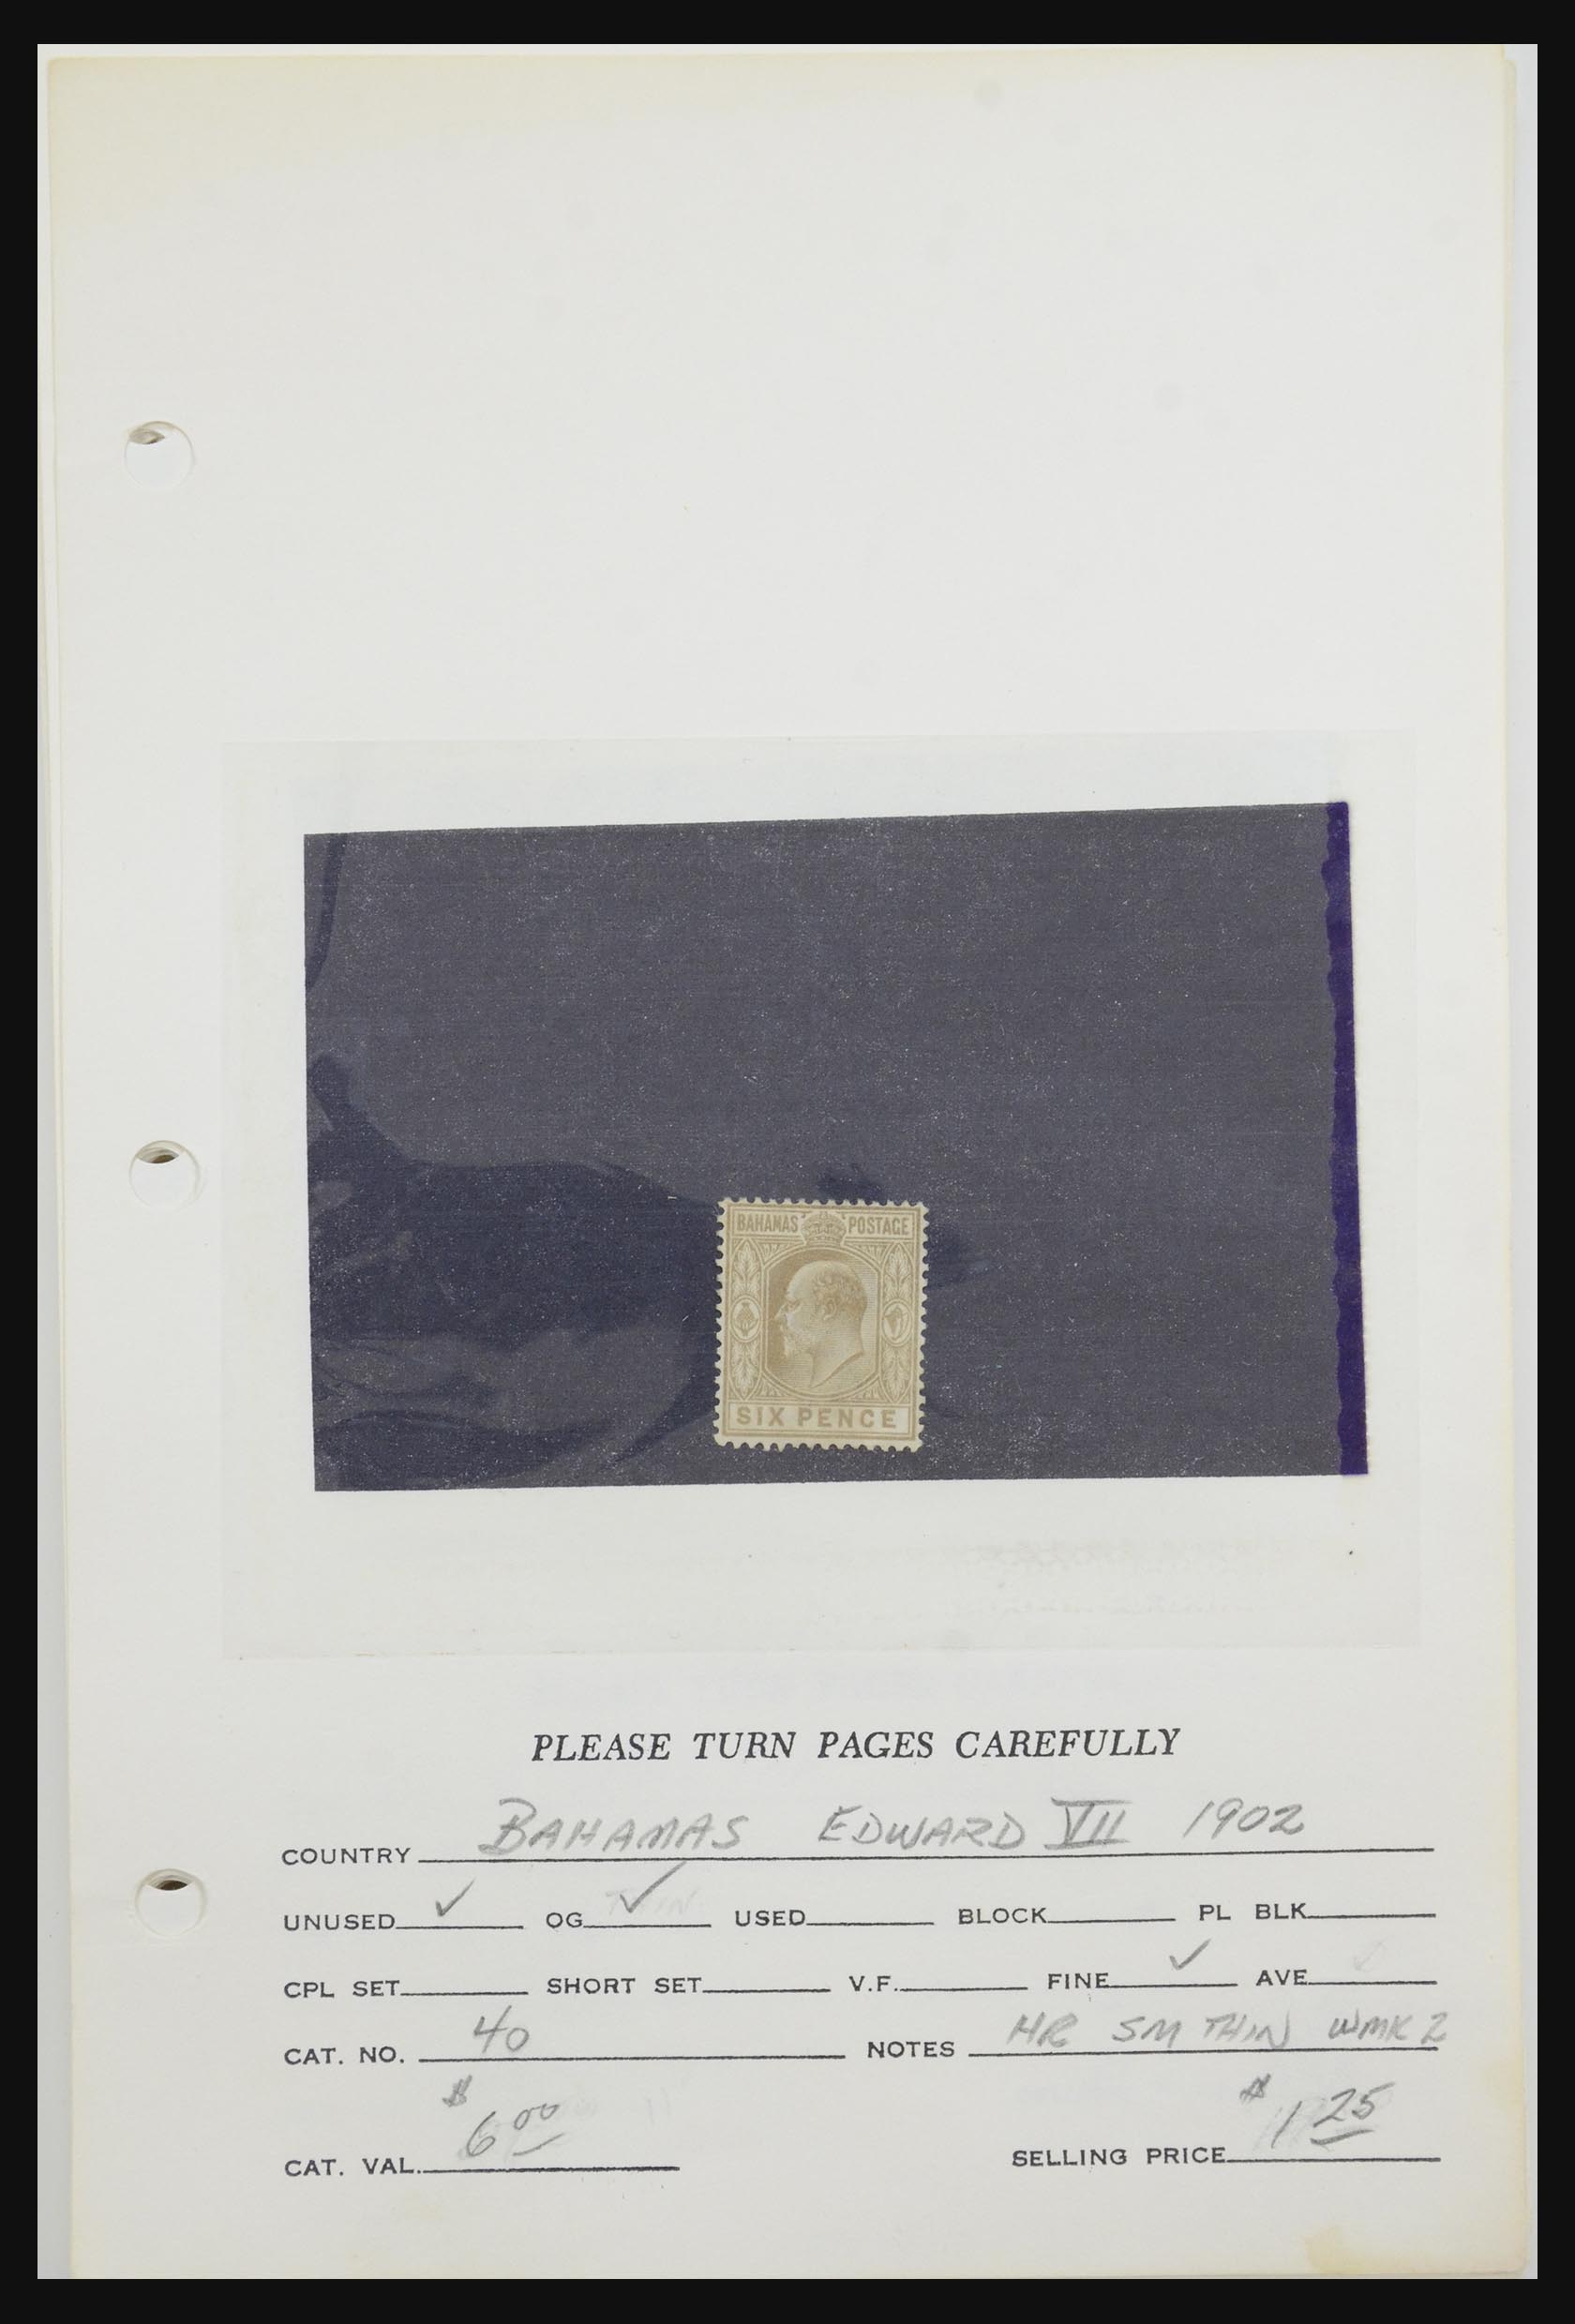 BAHAMAS POSTAGE
SIX PENCE
PLEASE TURN PAGES CAREFULLY
COUNTRY BAHAMAS EDWARD VII 1902
UNUSED ✓ OG ✓ USED BLOCK PL BLK
CPL SET SHORT SET V.F. FINE ✓ AVE
CAT. NO. 40 NOTES HR SM THIN WMK 2
CAT. VAL. $6.00 SELLING PRICE $1.25